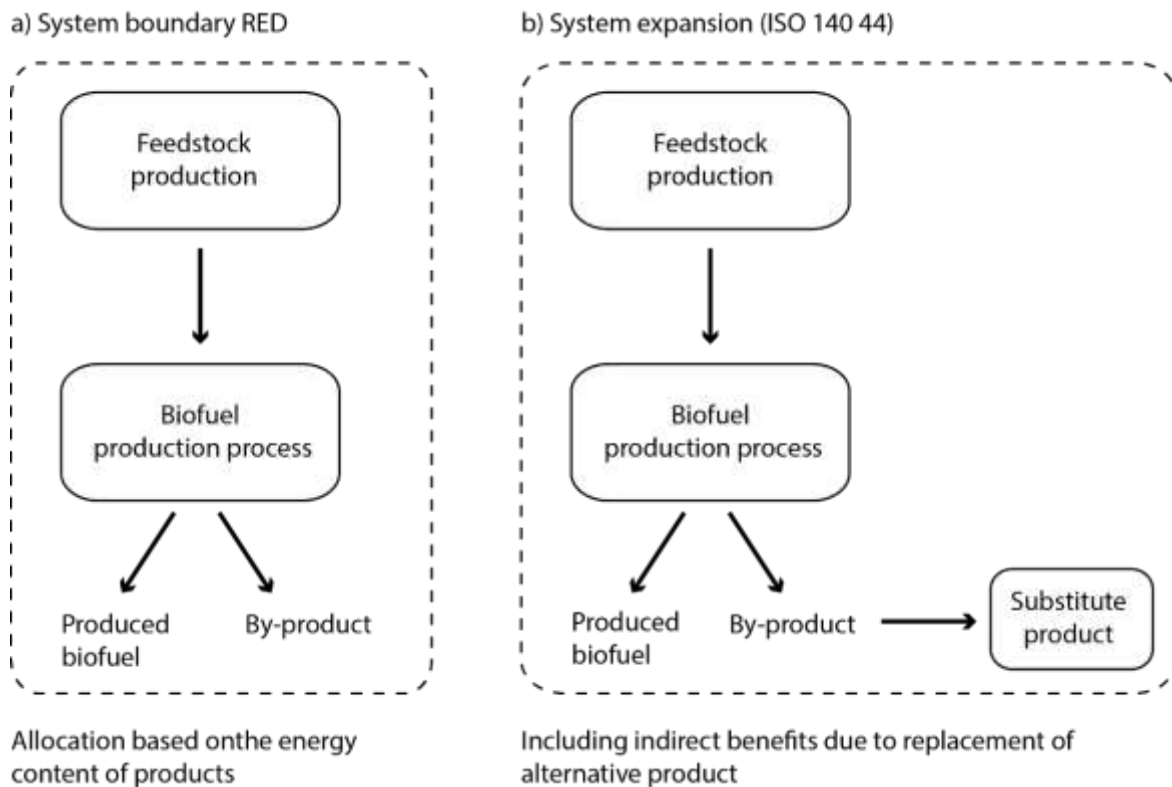 a) System boundary RED
Feedstock
production
Biofuel
production process
Produced
biofuel
By-product
Allocation based onthe energy
content of products
b) System expansion (ISO 140 44)
Feedstock
production
Biofuel
production process
Produced
biofuel
By-product
Substitute
product
Including indirect benefits due to replacement of
alternative product